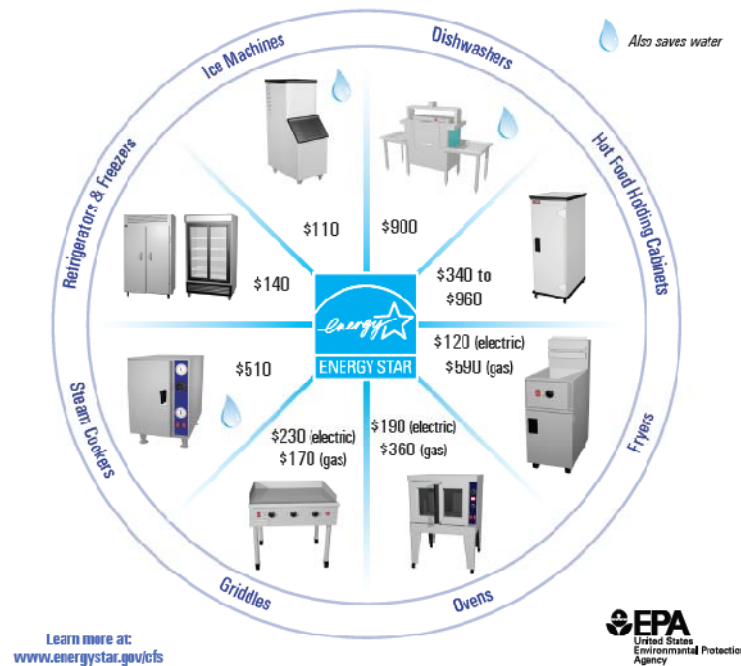 Also saves water
Ice Machines
Dishwashers
Refrigerators & Freezers
Hot Food Holding Cabinets
$110
$900
$140
$340 to
$960
energy
ENERGY STAR
$120 (electric)
$590 (gas)
$510
$230 (electric)
$170 (gas)
$190 (electric)
$360 (gas)
Steam Cookers
Fryers
Griddles
Ovens
Learn more at:
www.energystar.gov/cfs
EPA
United States
Environmental Protection
Agency